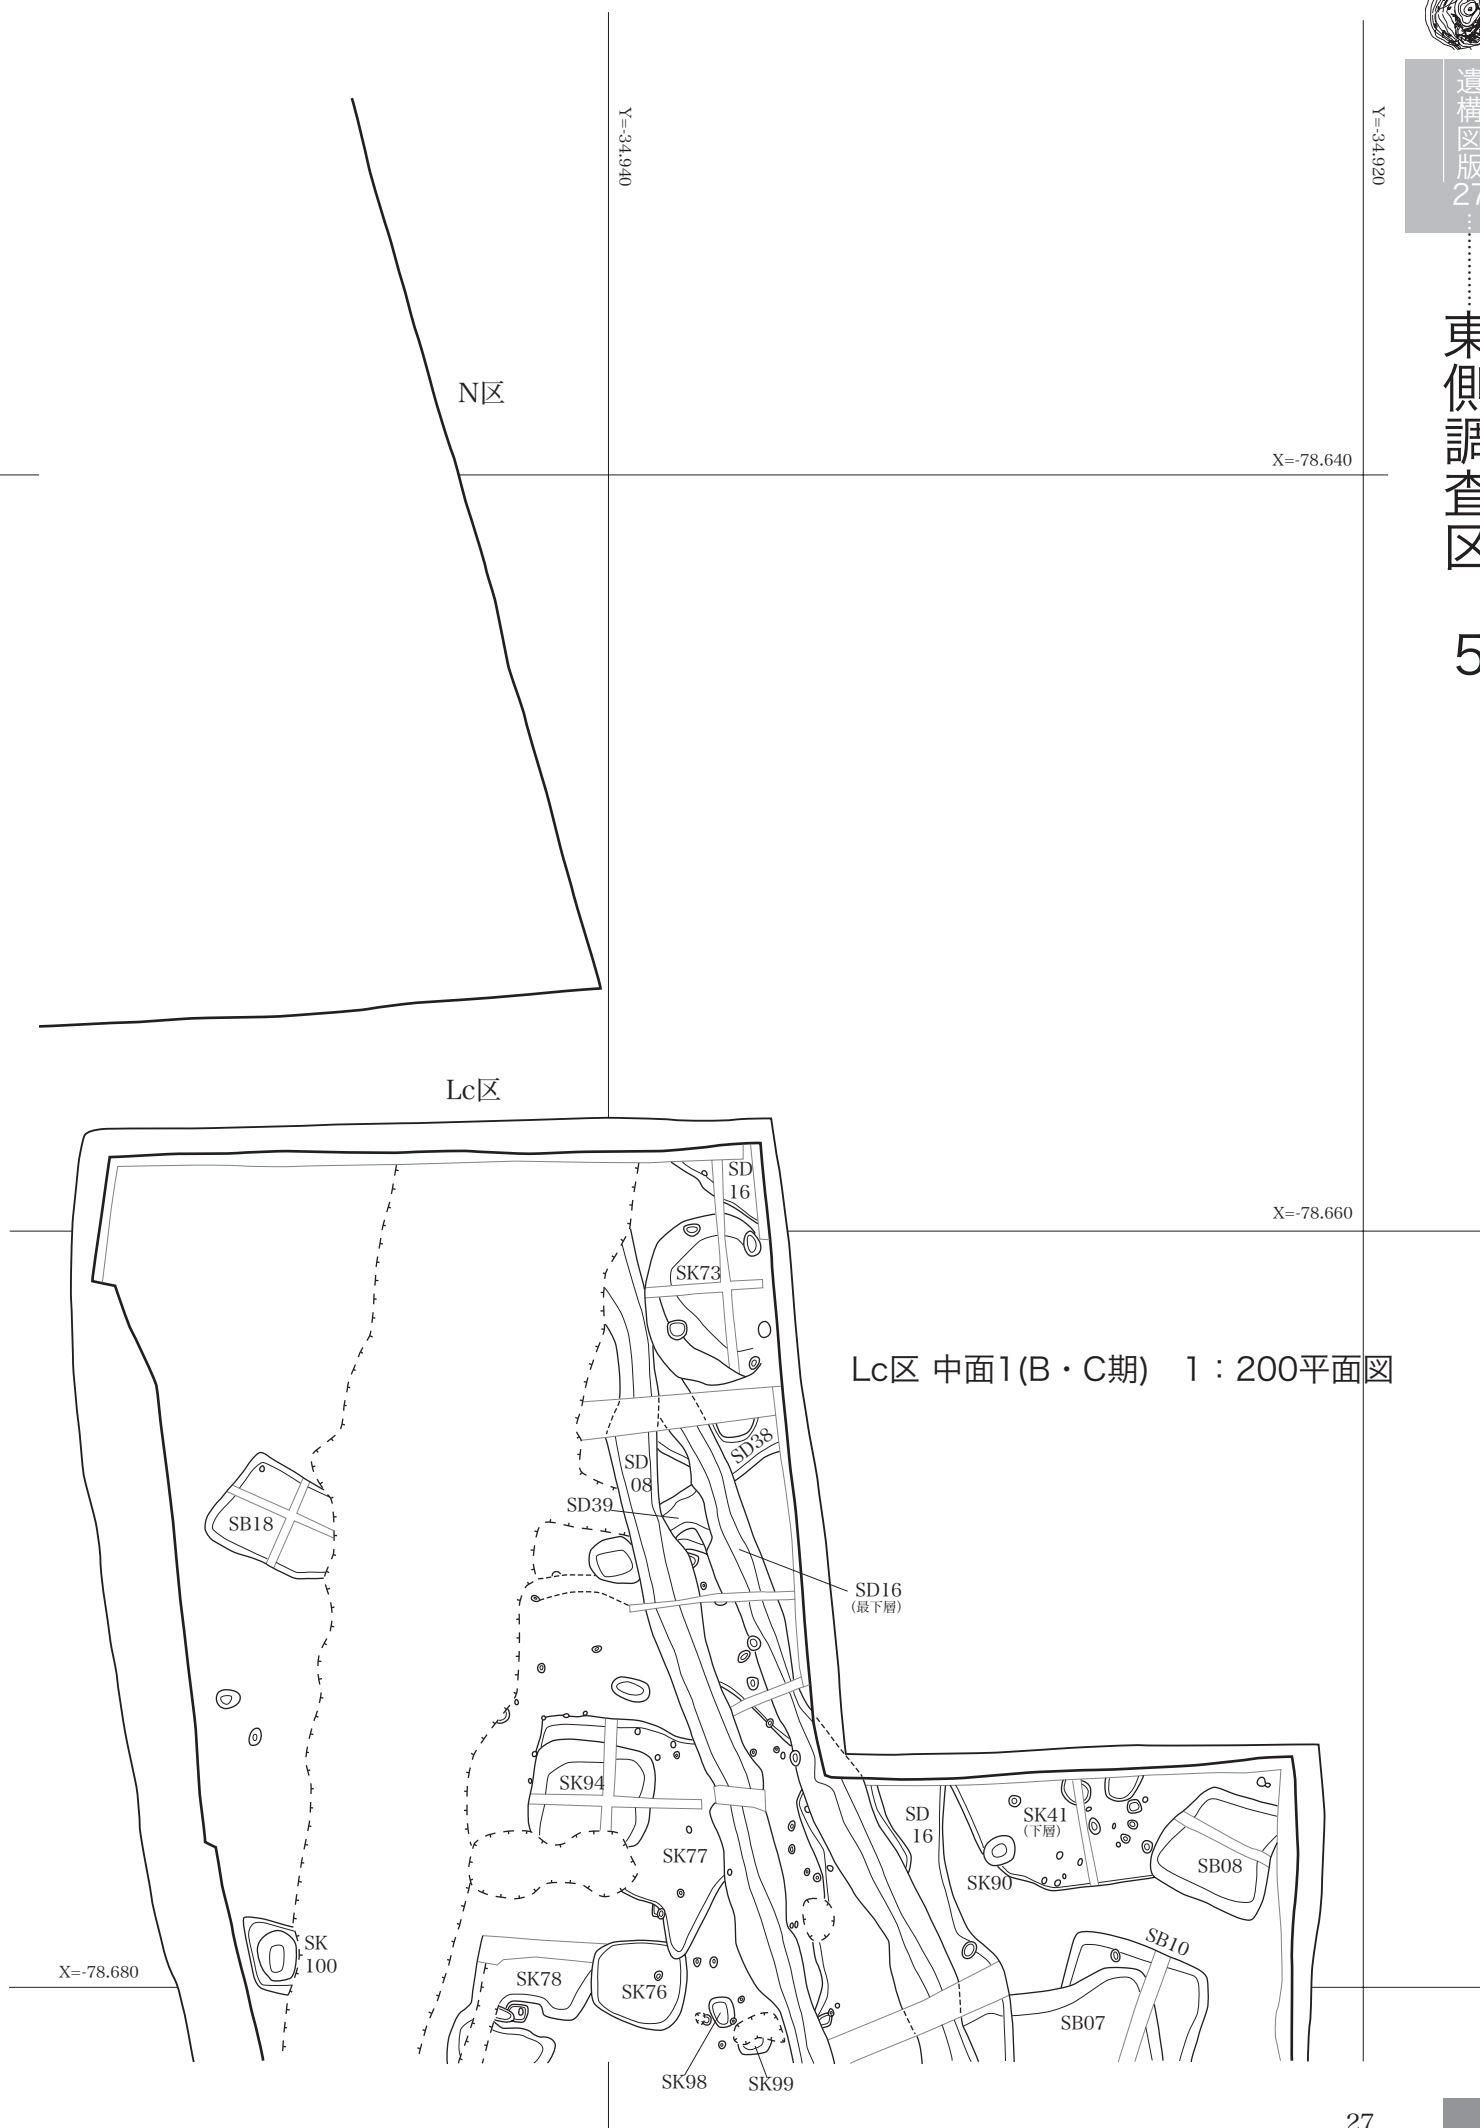 遺構図版27
東側調査区 5
Y=-34.940
Y=-34.920
N区
X=-78.640
Lc区
X=-78.660
SD
16
SK73
Lc区 中面1(B・C期) 1：200平面図
SD38
SD
08
SD39
SB18
SD16
(最下層)
SK94
SD
16
SK41
(下層)
SB08
SK77
SK90
SK
100
SB10
X=-78.680
SK78
SK76
SB07
SK98
SK99
27